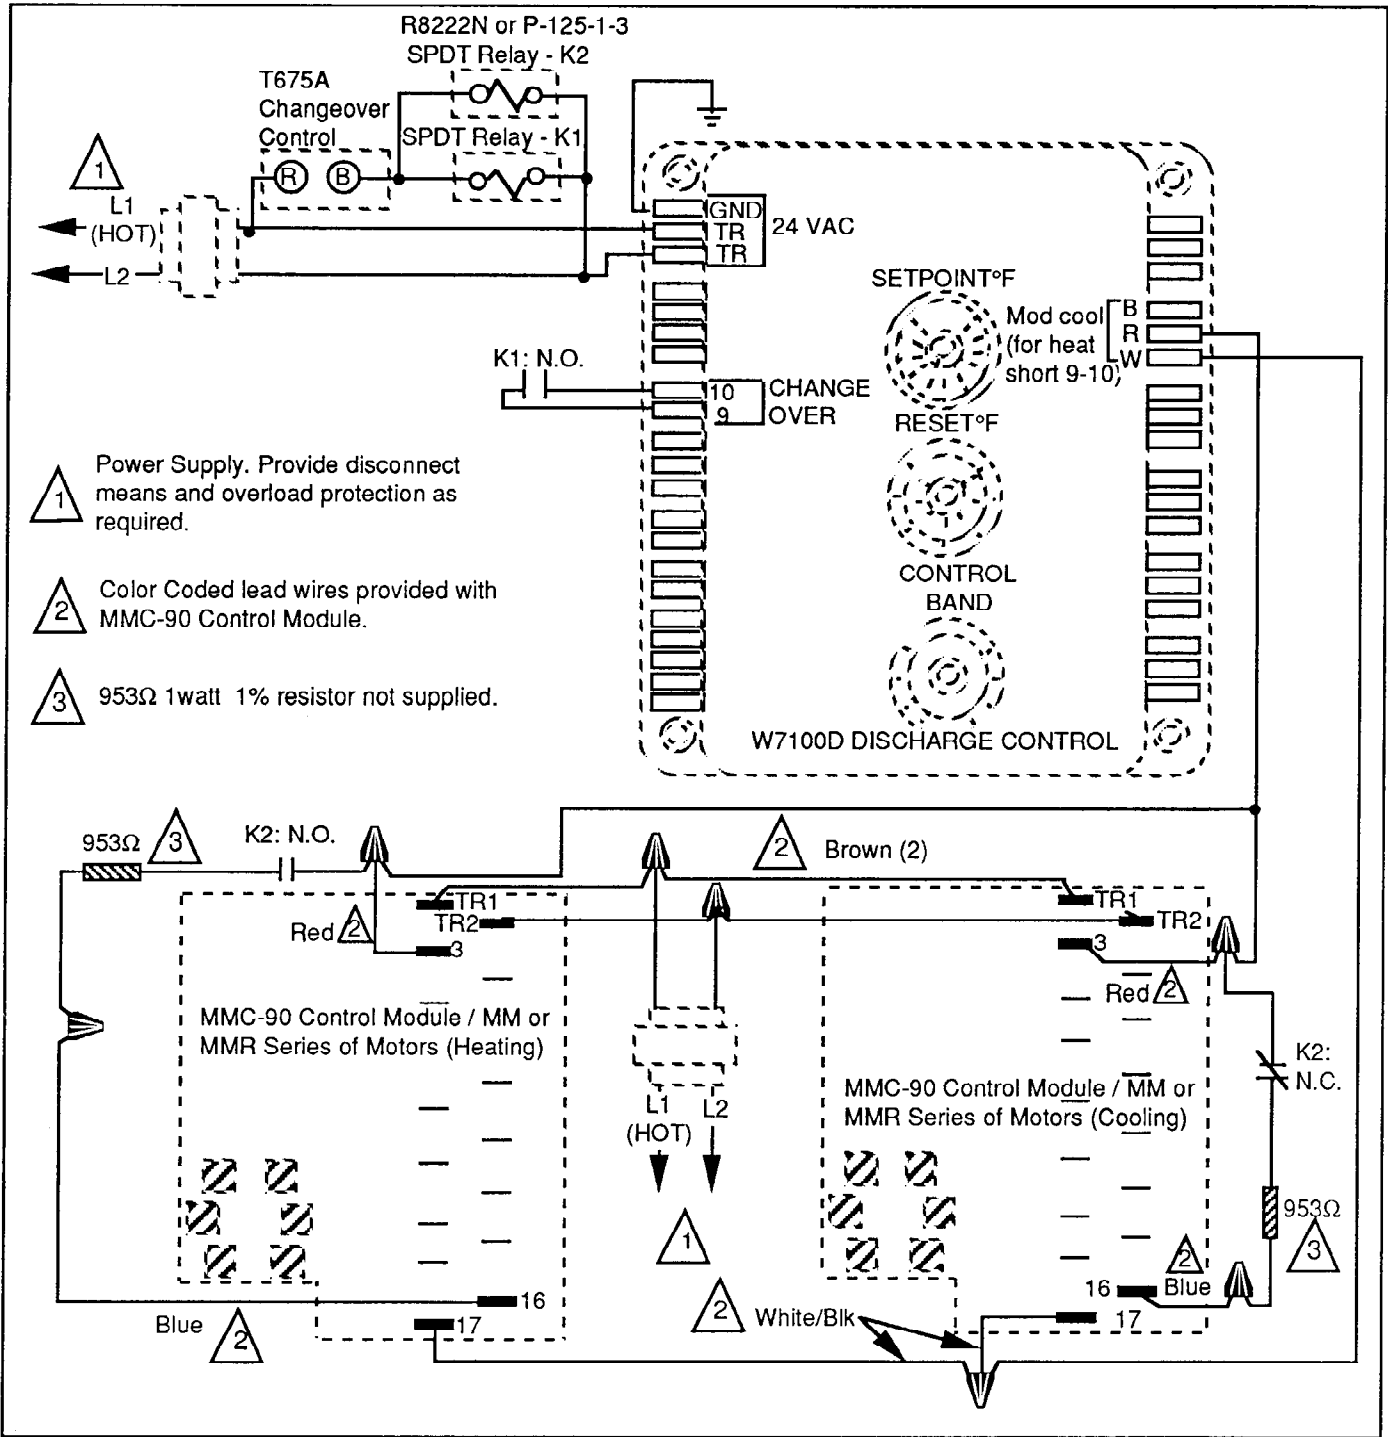 R8222N or P-125-1-3
SPDT Relay - K2
T675A
Changeover
Control
SPDT Relay - K1
R B
1
L1
(HOT)
L2
GND
TR
TR
24 VAC
SETPOINT°F
Mod cool
(for heat
short 9-10)
B
R
W
K1: N.O.
10
9
CHANGE
OVER
RESET°F
CONTROL
BAND
W7100D DISCHARGE CONTROL
1 Power Supply. Provide disconnect
means and overload protection as
required.
2 Color Coded lead wires provided with
MMC-90 Control Module.
3 953Ω 1watt 1% resistor not supplied.
953Ω
3
K2: N.O.
2
Brown (2)
Red 2
TR1
TR2
3
TR1
TR2
3
Red 2
MMC-90 Control Module / MM or
MMR Series of Motors (Heating)
L1
(HOT)
L2
1
MMC-90 Control Module / MM or
MMR Series of Motors (Cooling)
K2:
N.C.
953Ω
3
16
17
Blue 2
2 White/Blk
16
2
Blue
17